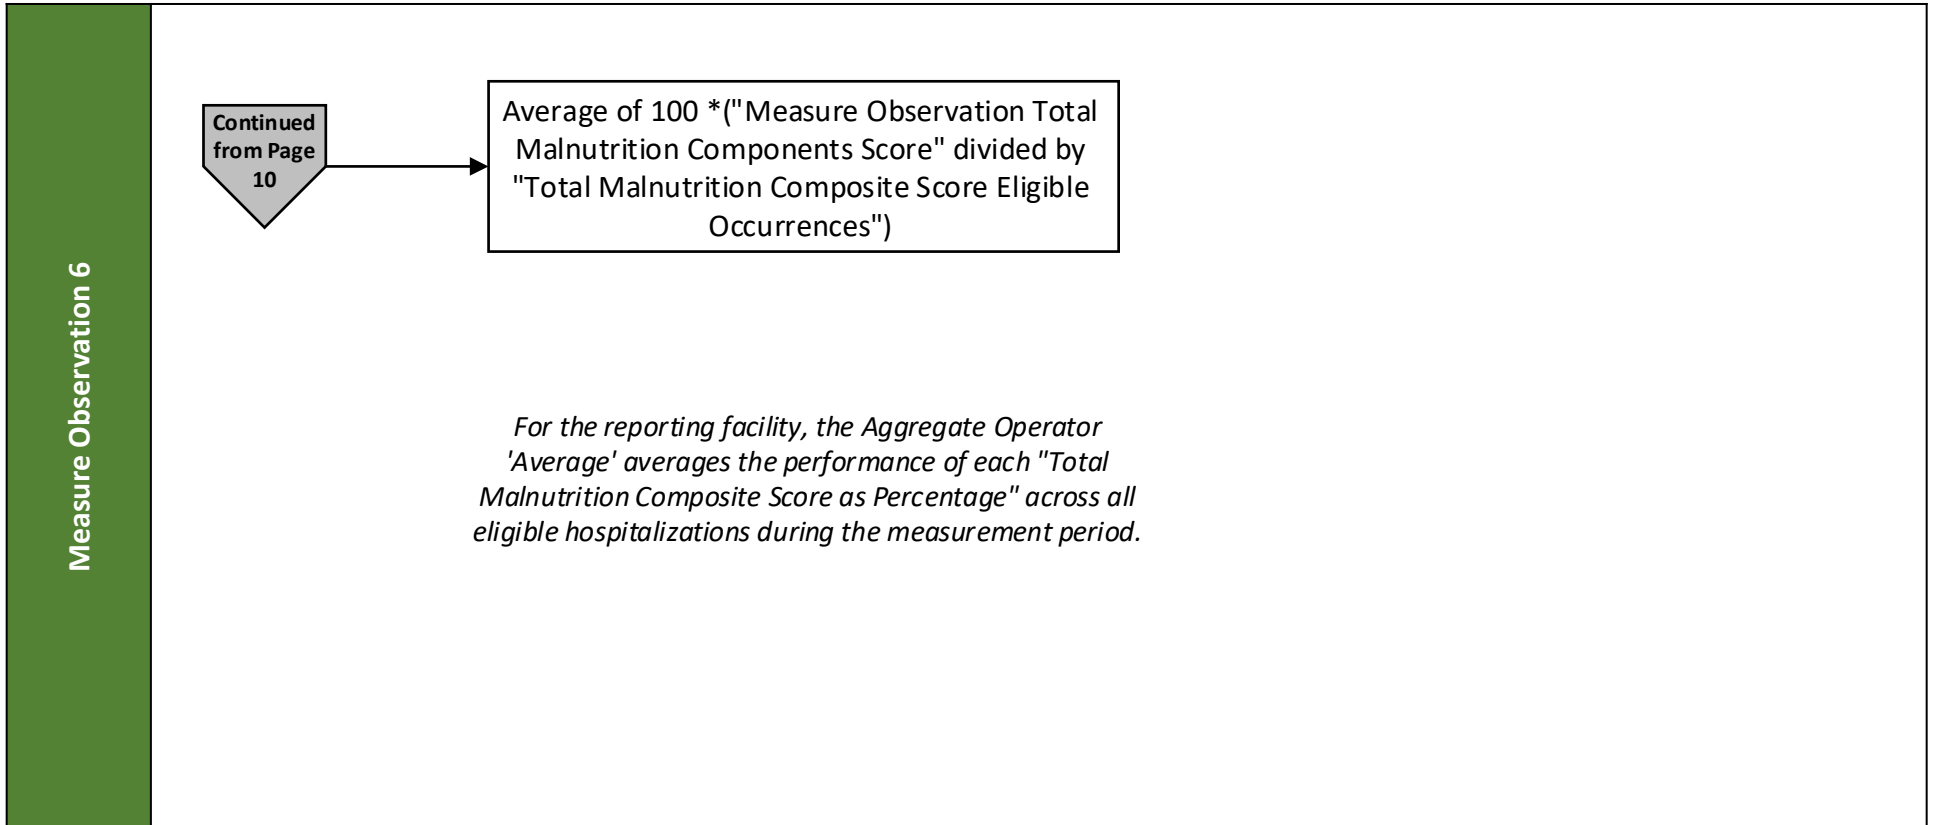 Measure Observation 6
Continued
from Page
10
Average of 100 *("Measure Observation Total
Malnutrition Components Score" divided by
"Total Malnutrition Composite Score Eligible
Occurrences")
For the reporting facility, the Aggregate Operator
'Average' averages the performance of each "Total
Malnutrition Composite Score as Percentage" across all
eligible hospitalizations during the measurement period.